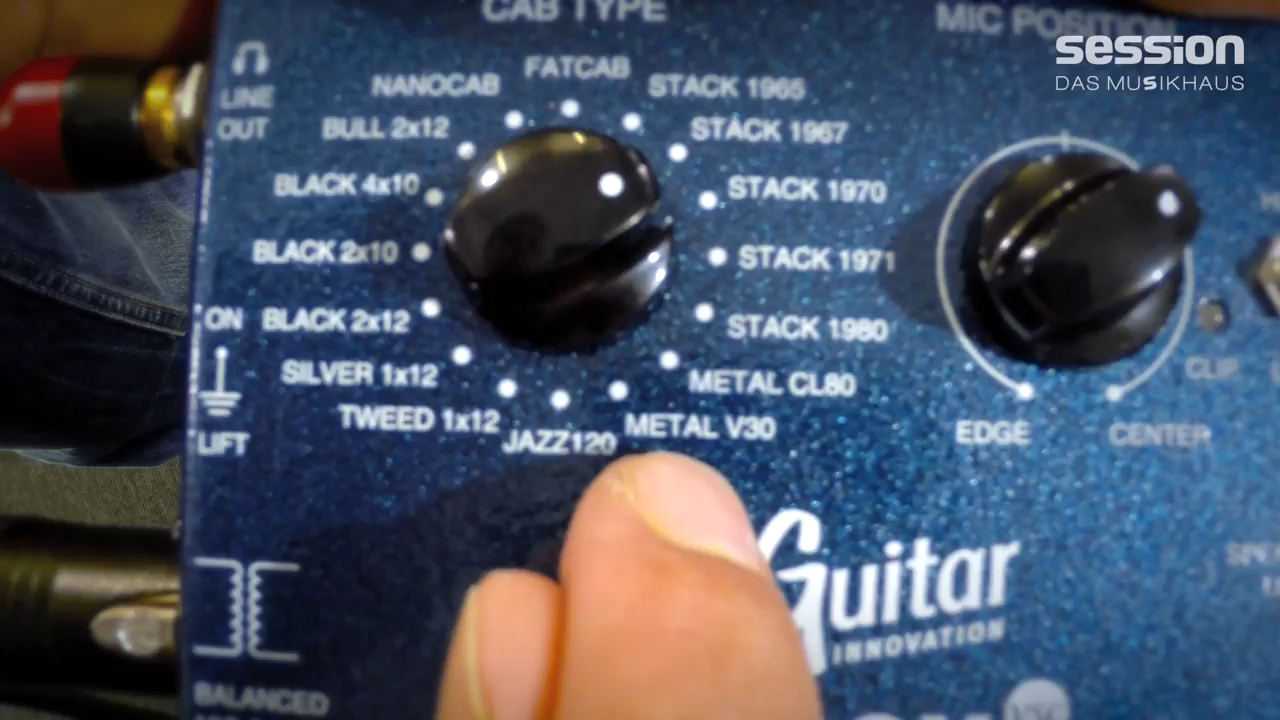 CAB TYPE
MIC POSITION
session
DAS MUSIKHAUS
LINE
OUT
NANOCAB
FATCAB
STACK 1965
BULL 2x12
STACK 1967
BLACK 4x10
STACK 1970
BLACK 2x10
STACK 1971
ON
BLACK 2x12
STACK 1980
SILVER 1x12
METAL CL80
CLIP
TWEED 1x12
JAZZ120
METAL V30
EDGE
CENTER
LIFT
Guitar
INNOVATION
BALANCED